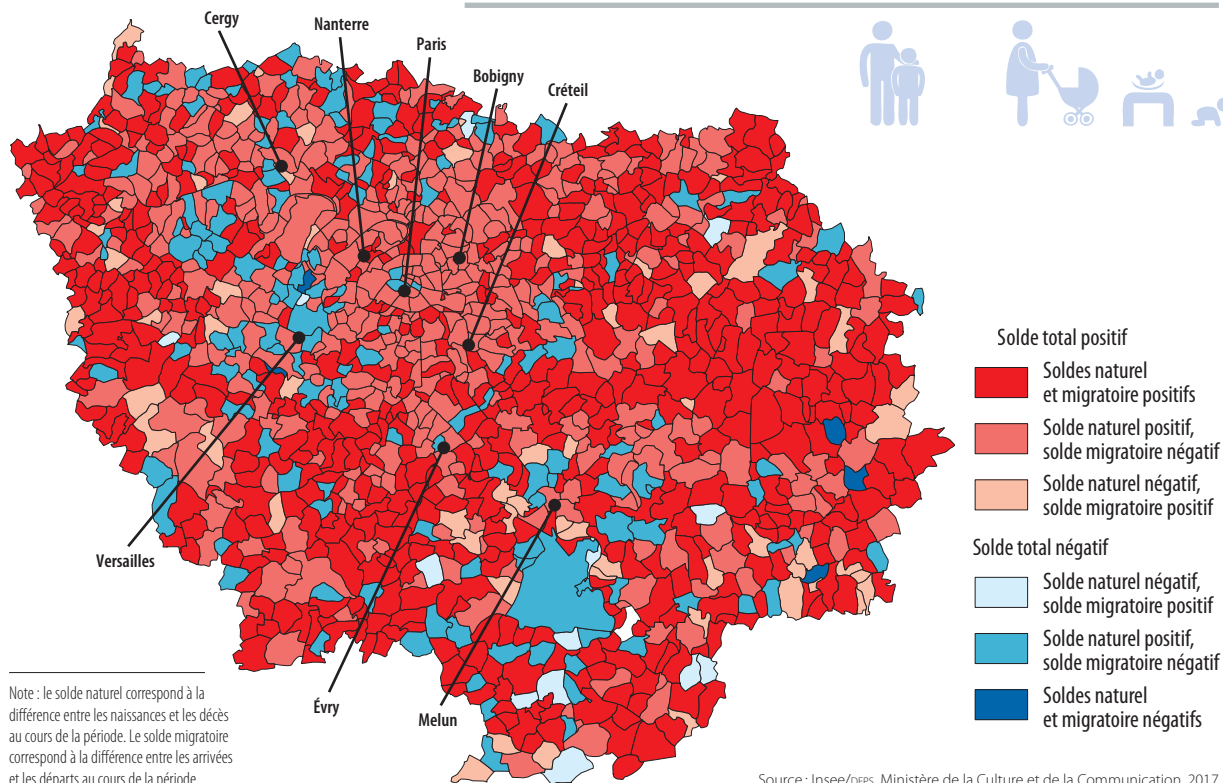 Cergy
Nanterre
Paris
Bobigny
Créteil
Versailles
Évry
Melun
Solde total positif
Soldes naturel
et migratoire positifs
Solde naturel positif,
solde migratoire négatif
Solde naturel négatif,
solde migratoire positif
Solde total négatif
Solde naturel négatif,
solde migratoire positif
Solde naturel positif,
solde migratoire négatif
Soldes naturel
et migratoire négatifs
Note : le solde naturel correspond à la
différence entre les naissances et les décès
au cours de la période. Le solde migratoire
correspond à la différence entre les arrivées
et les départs au cours de la période
Source : Insee/DEPS, Ministère de la Culture et de la Communication, 2017